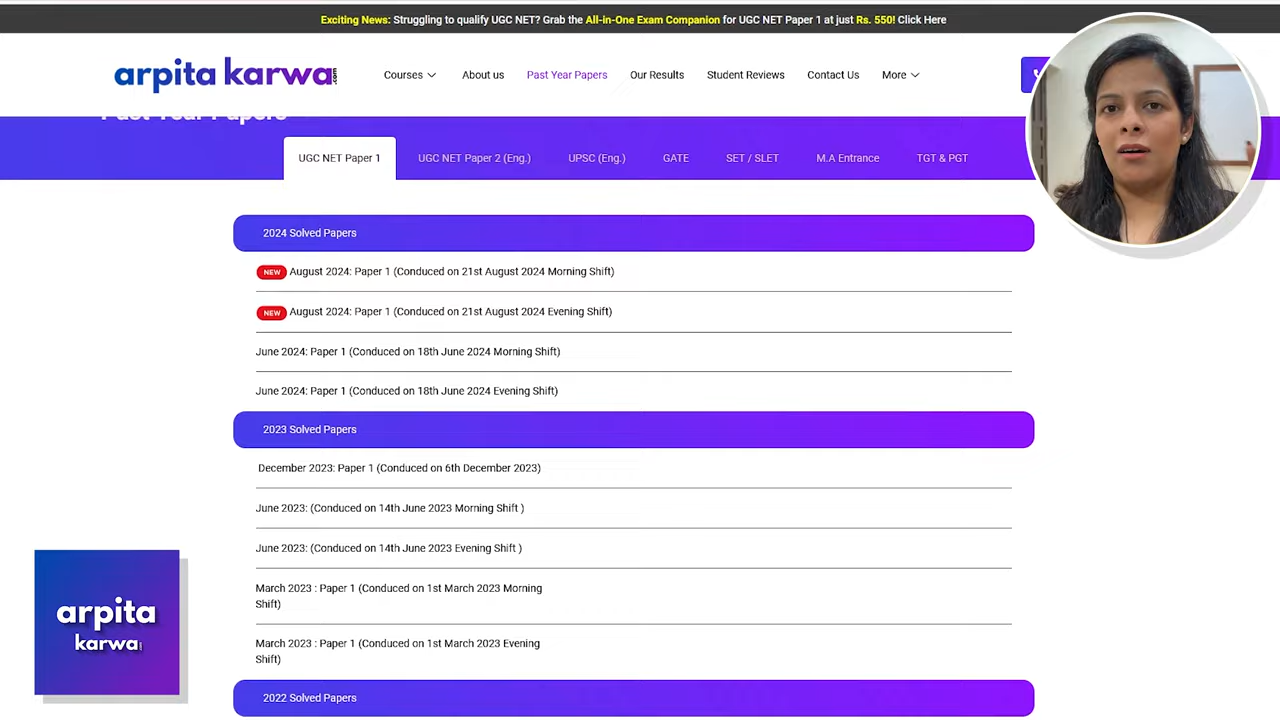 Exciting News: Struggling to qualify UGC NET? Grab the All-in-One Exam Companion for UGC NET Paper 1 at just Rs. 550! Click Here
arpita karwa.com
Courses About us Past Year Papers Our Results Student Reviews Contact Us More
Past Year Papers
UGC NET Paper 1 UGC NET Paper 2 (Eng.) UPSC (Eng.) GATE SET / SLET M.A Entrance TGT & PGT
2024 Solved Papers
NEW August 2024: Paper 1 (Conduced on 21st August 2024 Morning Shift)
NEW August 2024: Paper 1 (Conduced on 21st August 2024 Evening Shift)
June 2024: Paper 1 (Conduced on 18th June 2024 Morning Shift)
June 2024: Paper 1 (Conduced on 18th June 2024 Evening Shift)
2023 Solved Papers
December 2023: Paper 1 (Conduced on 6th December 2023)
June 2023: (Conduced on 14th June 2023 Morning Shift )
June 2023: (Conduced on 14th June 2023 Evening Shift )
March 2023 : Paper 1 (Conduced on 1st March 2023 Morning
Shift)
March 2023 : Paper 1 (Conduced on 1st March 2023 Evening
Shift)
2022 Solved Papers
arpita
karwa